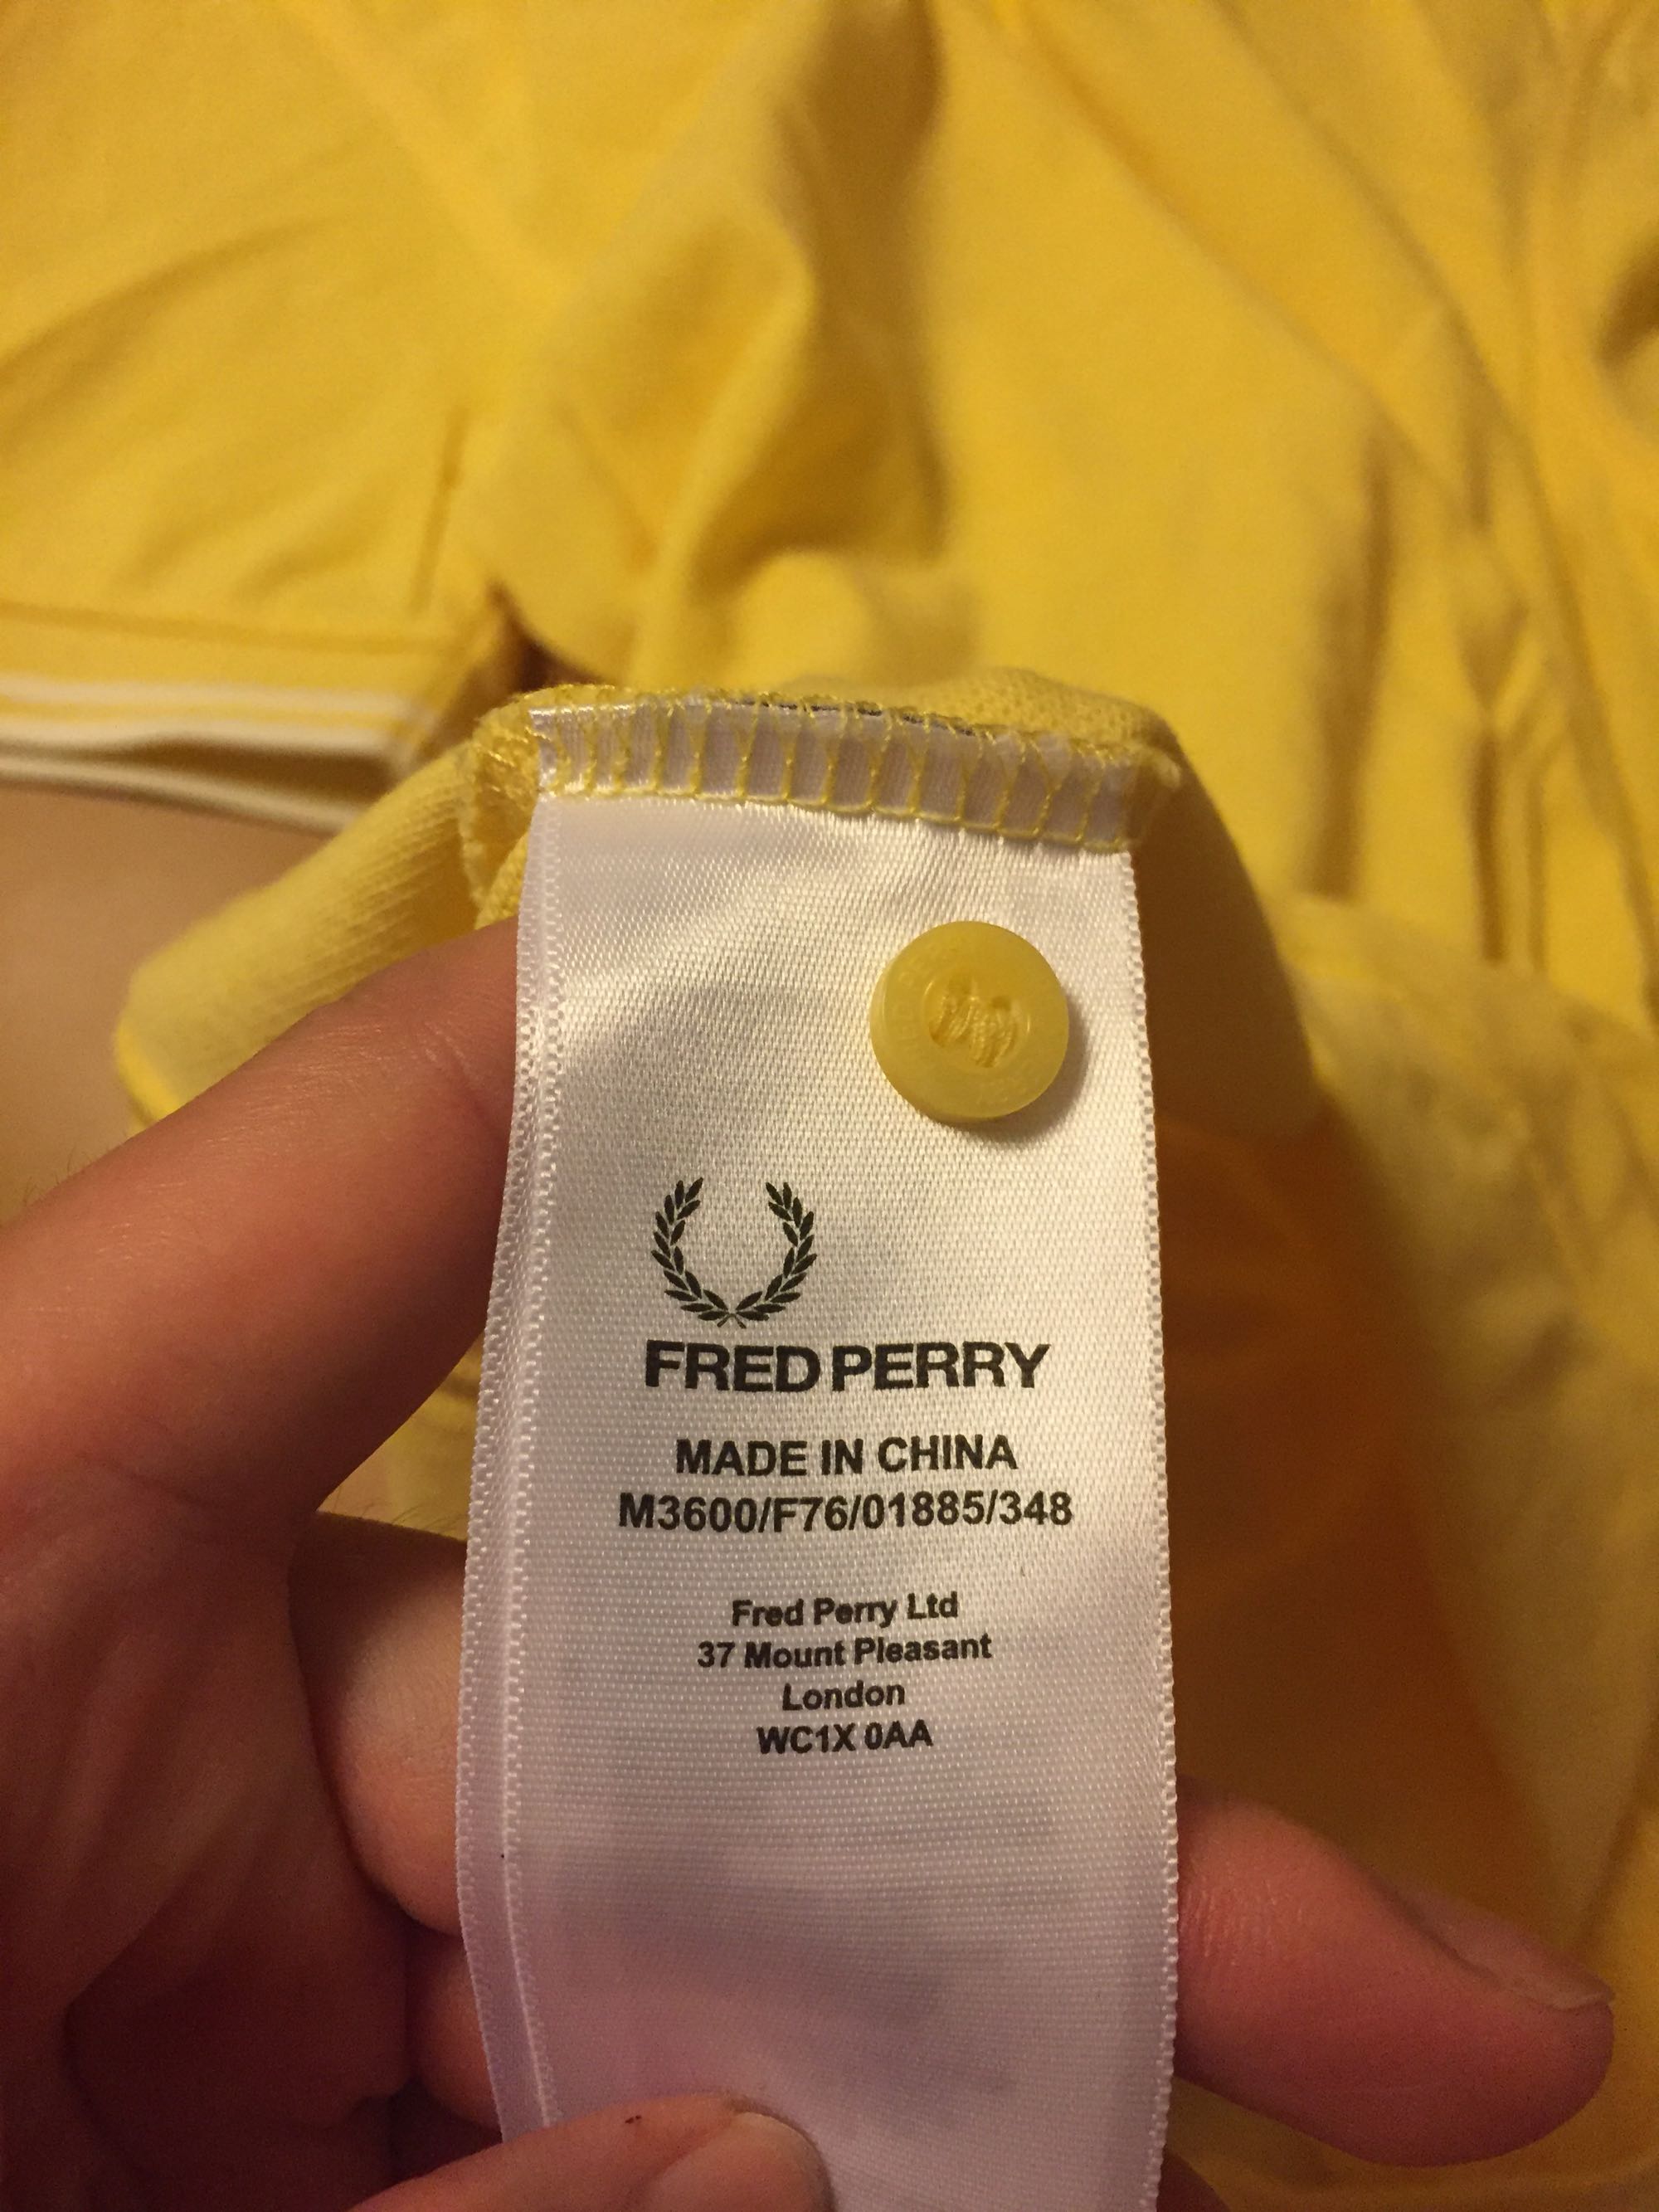 FRED PERRY
MADE IN CHINA
M3600/F76/01885/348
Fred Perry Ltd
37 Mount Pleasant
London
WC1X 0AA